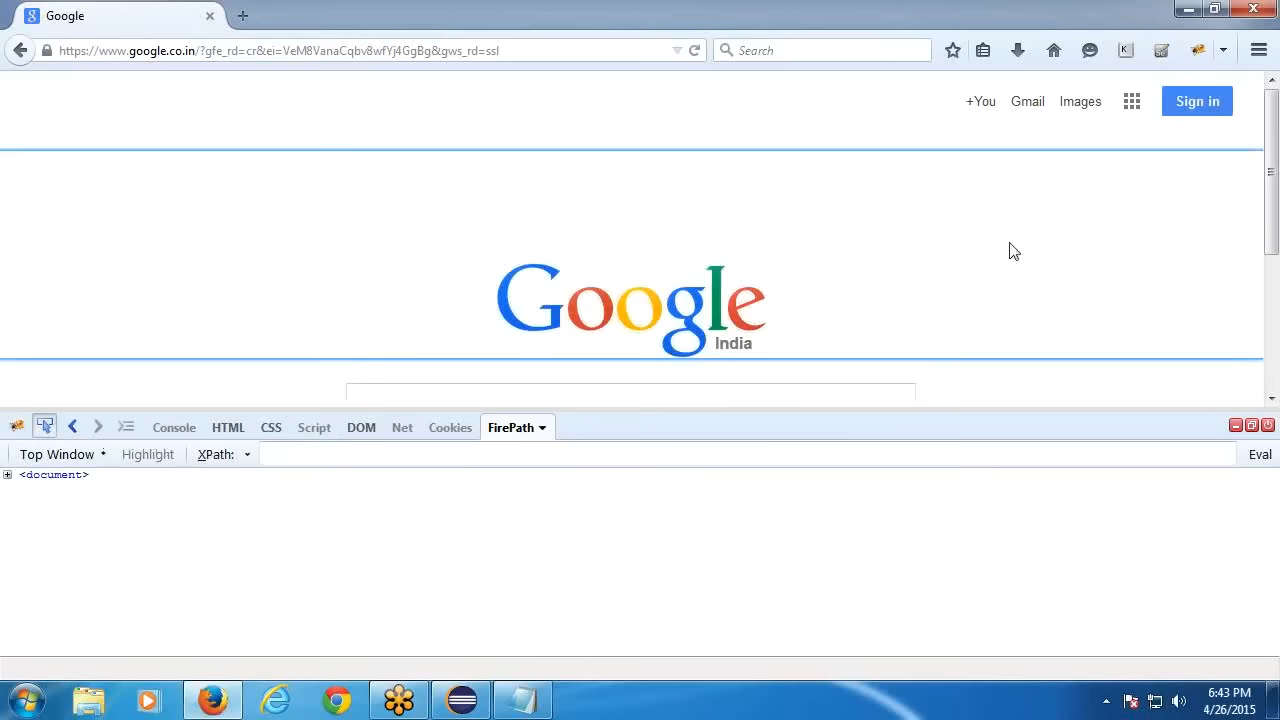 Google
https://www.google.co.in/?gfe_rd=cr&ei=VeM8VanaCqbv8wfYj4GgBg&gws_rd=ssl
Search
+You Gmail Images Sign in
Google
India
Console HTML CSS Script DOM Net Cookies FirePath
Top Window Highlight XPath: Eval
<document>
6:43 PM
4/26/2015